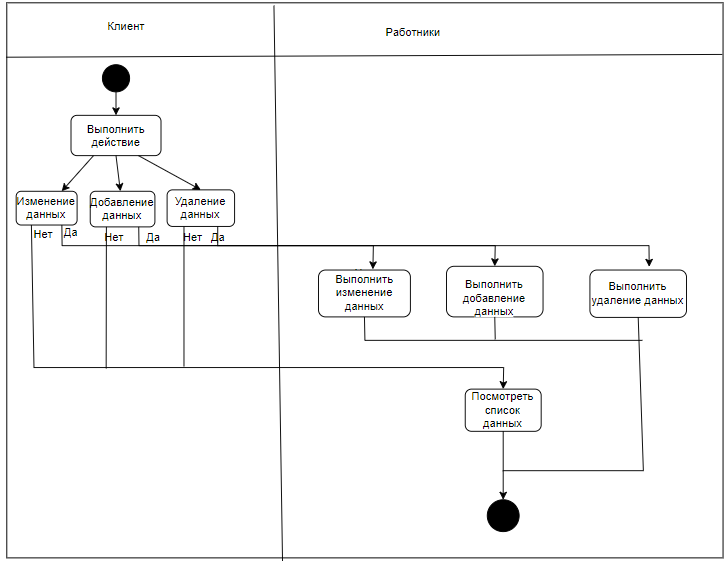 Клиент
Работники
Выполнить
действие
Изменение
данных
Добавление
данных
Удаление
данных
Нет
Да
Нет
Да
Нет
Да
Выполнить
изменение
данных
Выполнить
добавление
данных
Выполнить
удаление данных
Посмотреть
список
данных